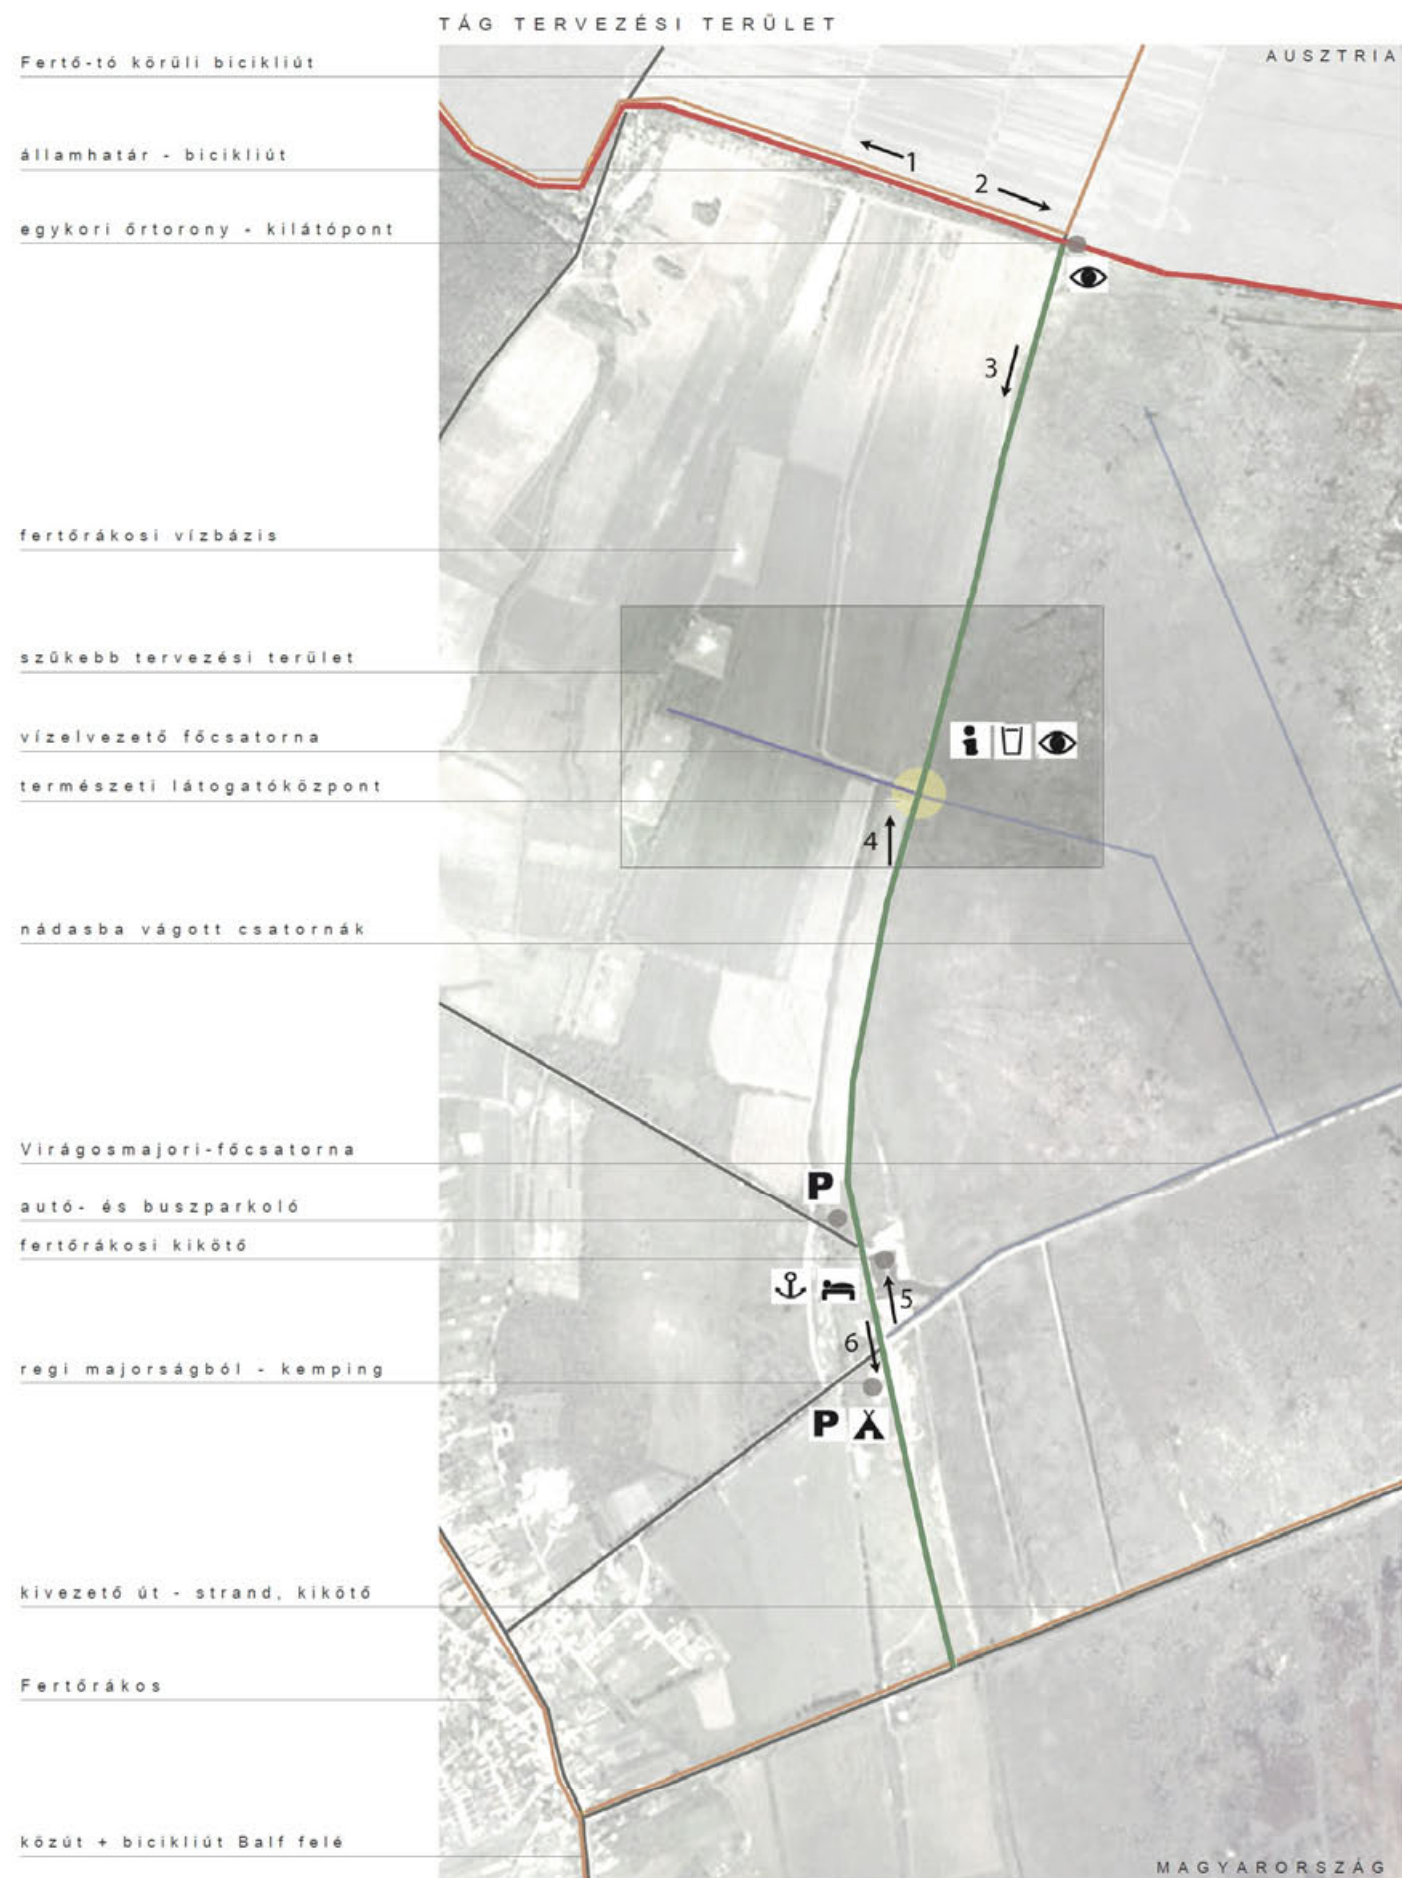 TÁG TERVEZÉSI TERÜLET
AUSZTRIA
Fertő-tó körüli bicikliút
államhatár - bicikliút
1
2
egykori őrtorony - kilátópont
3
fertőrákosi vízbázis
szűkebb tervezési terület
vízelvezető főcsatorna
természeti látogatóközpont
4
nádasba vágott csatornák
Virágosmajori-főcsatorna
P
autó- és buszparkoló
fertőrákosi kikötő
5
6
regi majorságból - kemping
P
kivezető út - strand, kikötő
Fertőrákos
közút + bicikliút Balf felé
MAGYARORSZÁG